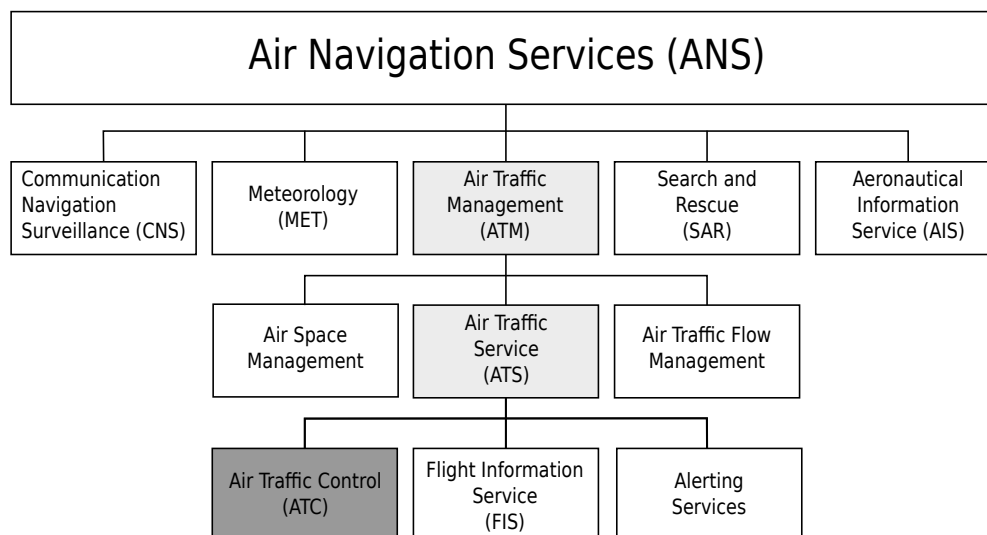 Air Navigation Services (ANS)
Communication
Navigation
Surveillance (CNS)
Meteorology
(MET)
Air Traffic
Management
(ATM)
Search and
Rescue
(SAR)
Aeronautical
Information
Service (AIS)
Air Space
Management
Air Traffic
Service
(ATS)
Air Traffic Flow
Management
Air Traffic Control
(ATC)
Flight Information
Service
(FIS)
Alerting
Services